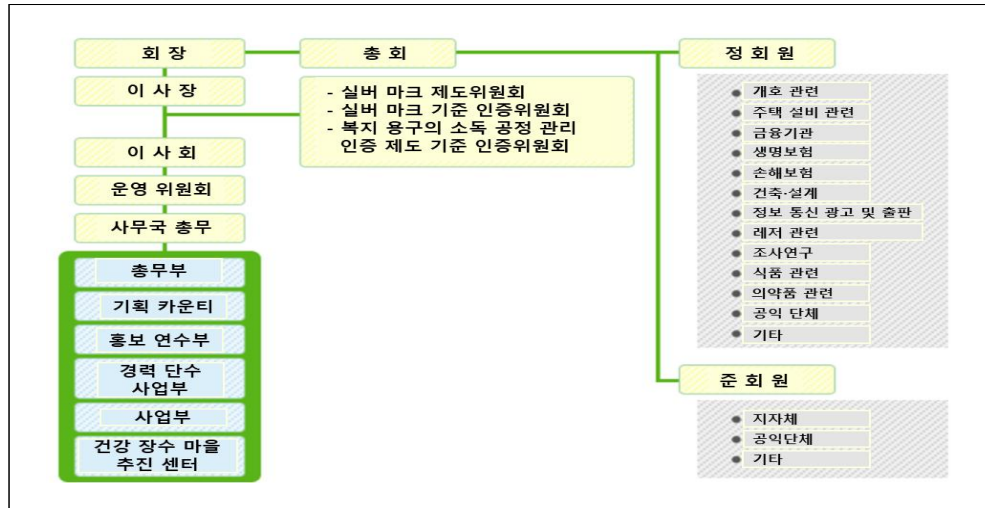 회 장
총 회
정 회 원
이 사 장
- 실버 마크 제도위원회
- 실버 마크 기준 인증위원회
- 복지 용구의 소독 공정 관리
인증 제도 기준 인증위원회
이 사 회
운영 위원회
사무국 총무
총무부
기획 카운티
홍보 연수부
경력 단수
사업부
사업부
건강 장수 마을
추진 센터
개호 관련
주택 설비 관련
금융기관
생명보험
손해보험
건축·설계
정보 통신 광고 및 출판
레저 관련
조사연구
식품 관련
의약품 관련
공익 단체
기타
준 회 원
지자체
공익단체
기타